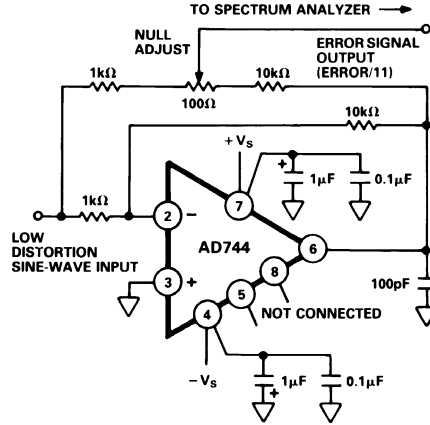 TO SPECTRUM ANALYZER
NULL
ADJUST
ERROR SIGNAL
OUTPUT
(ERROR/11)
1kΩ
100Ω
10kΩ
10kΩ
+VS
+
1µF
0.1µF
1kΩ
2
−
7
LOW
DISTORTION
SINE-WAVE INPUT
AD744
6
3
+
8
5
4
NOT CONNECTED
100pF
−VS
1µF
+
0.1µF